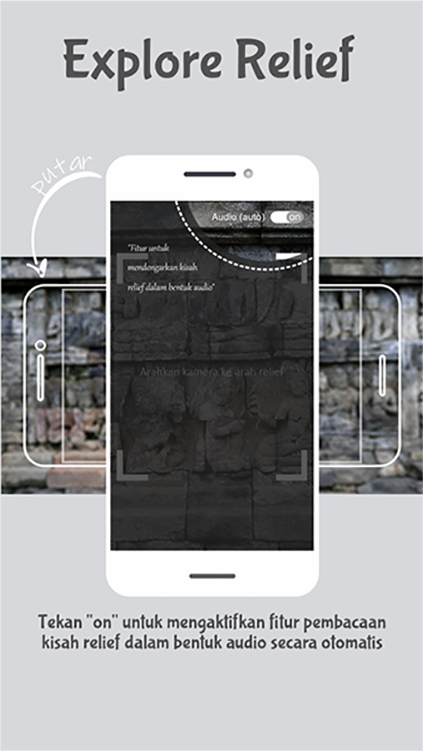 Explore Relief
putar
Audio (auto) on
"Fitur untuk
mendengarkan kisah
relief dalam bentuk audio"
Arahkan kamera ke arah relief
Tekan "on" untuk mengaktifkan fitur pembacaan
kisah relief dalam bentuk audio secara otomatis